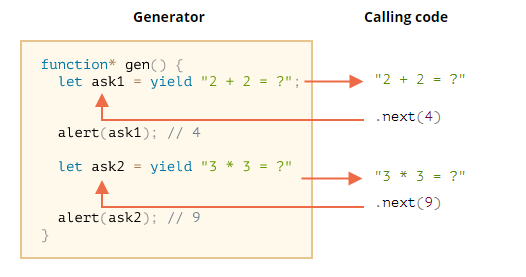 Generator
Calling code
function* gen() {
let ask1 = yield "2 + 2 = ?";
"2 + 2 = ?"
.next(4)
alert(ask1); // 4
let ask2 = yield "3 * 3 = ?"
"3 * 3 = ?"
.next(9)
alert(ask2); // 9
}